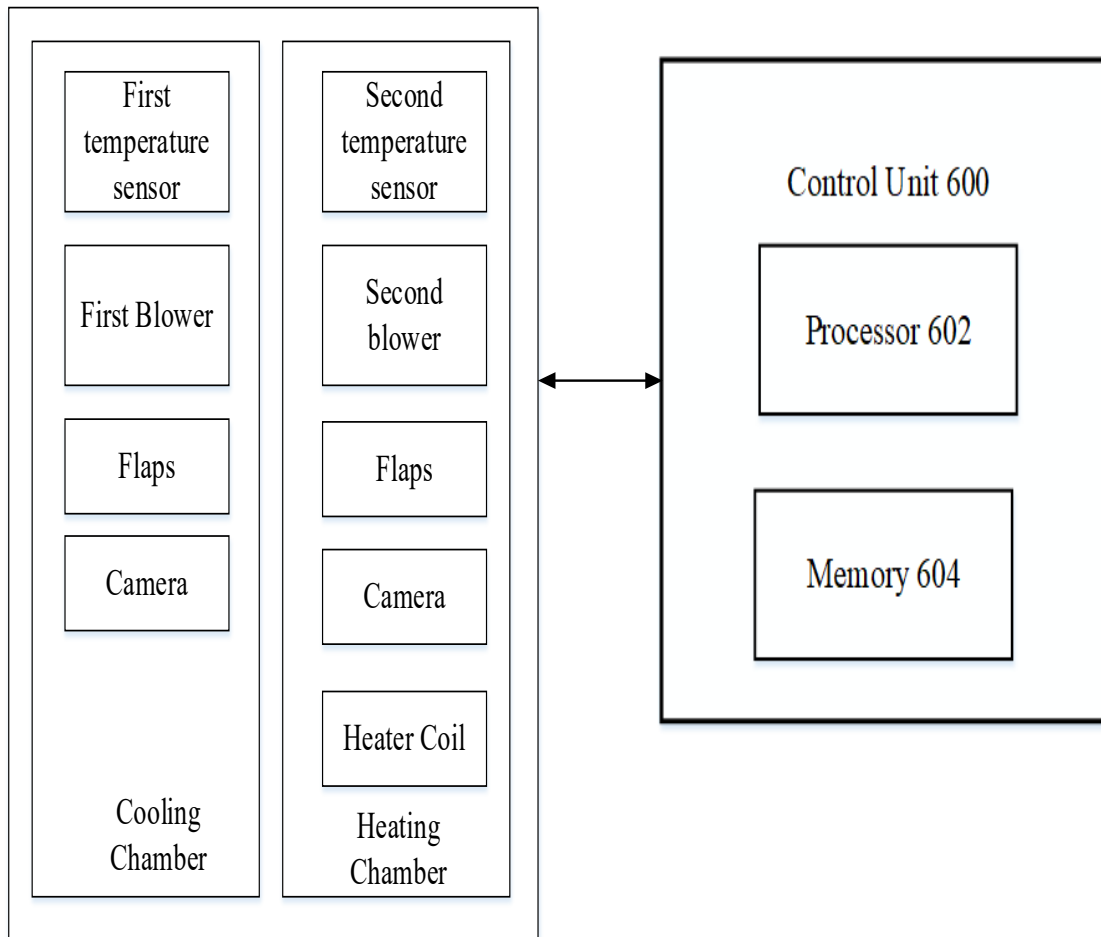 First
temperature
sensor
First Blower
Flaps
Camera
Cooling
Chamber
Second
temperature
sensor
Second
blower
Flaps
Camera
Heater Coil
Heating
Chamber
Control Unit 600
Processor 602
Memory 604